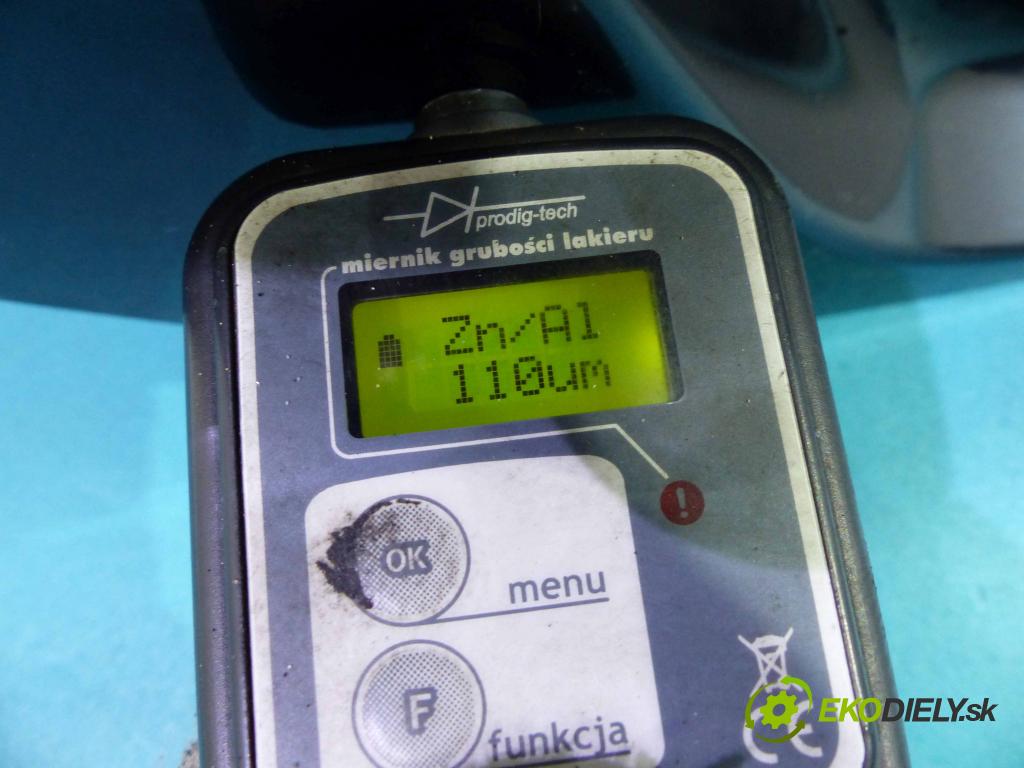 prodig-tech
miernik grubości lakieru
Zn/Al
110um
!
OK
menu
F
funkcja
EKODIELY.sk